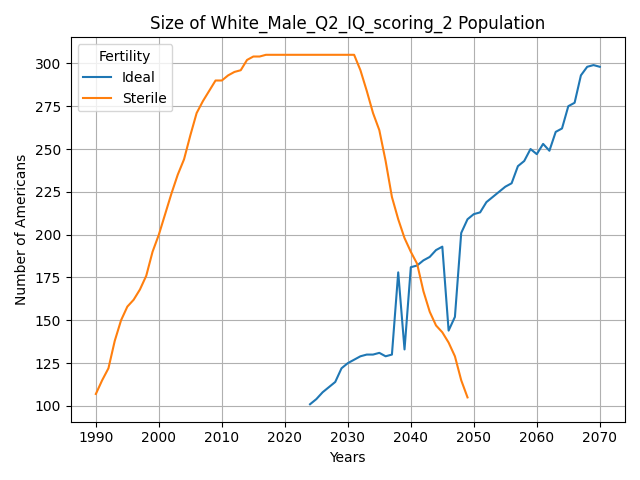 Size of White_Male_Q2_IQ_scoring_2 Population
Fertility
Ideal
Sterile
300
275
250
225
200
175
150
125
100
Number of Americans
1990 2000 2010 2020 2030 2040 2050 2060 2070
Years